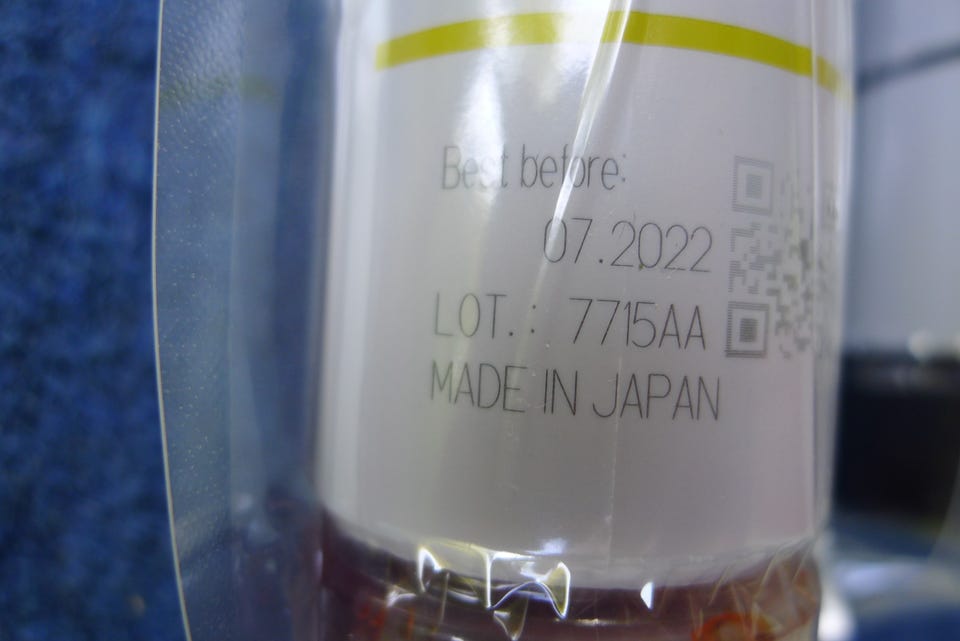 Best before:
07.2022
LOT.: 7715AA
MADE IN JAPAN